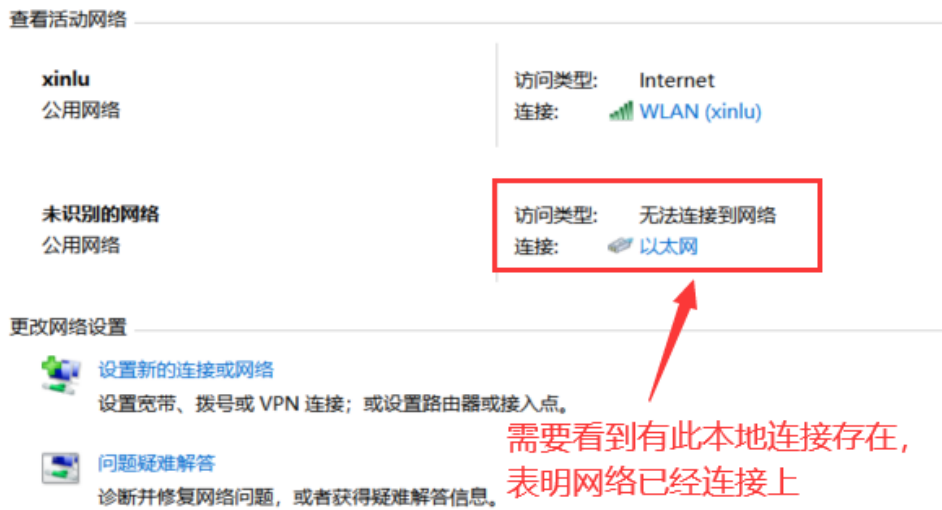 查看活动网络
xinlu
公用网络
访问类型: Internet
连接: WLAN (xinlu)
未识别的网络
公用网络
访问类型: 无法连接到网络
连接: 以太网
更改网络设置
设置新的连接或网络
设置宽带、拨号或 VPN 连接；或设置路由器或接入点。
问题疑难解答
诊断并修复网络问题，或者获得疑难解答信息。
需要看到有此本地连接存在，
表明网络已经连接上